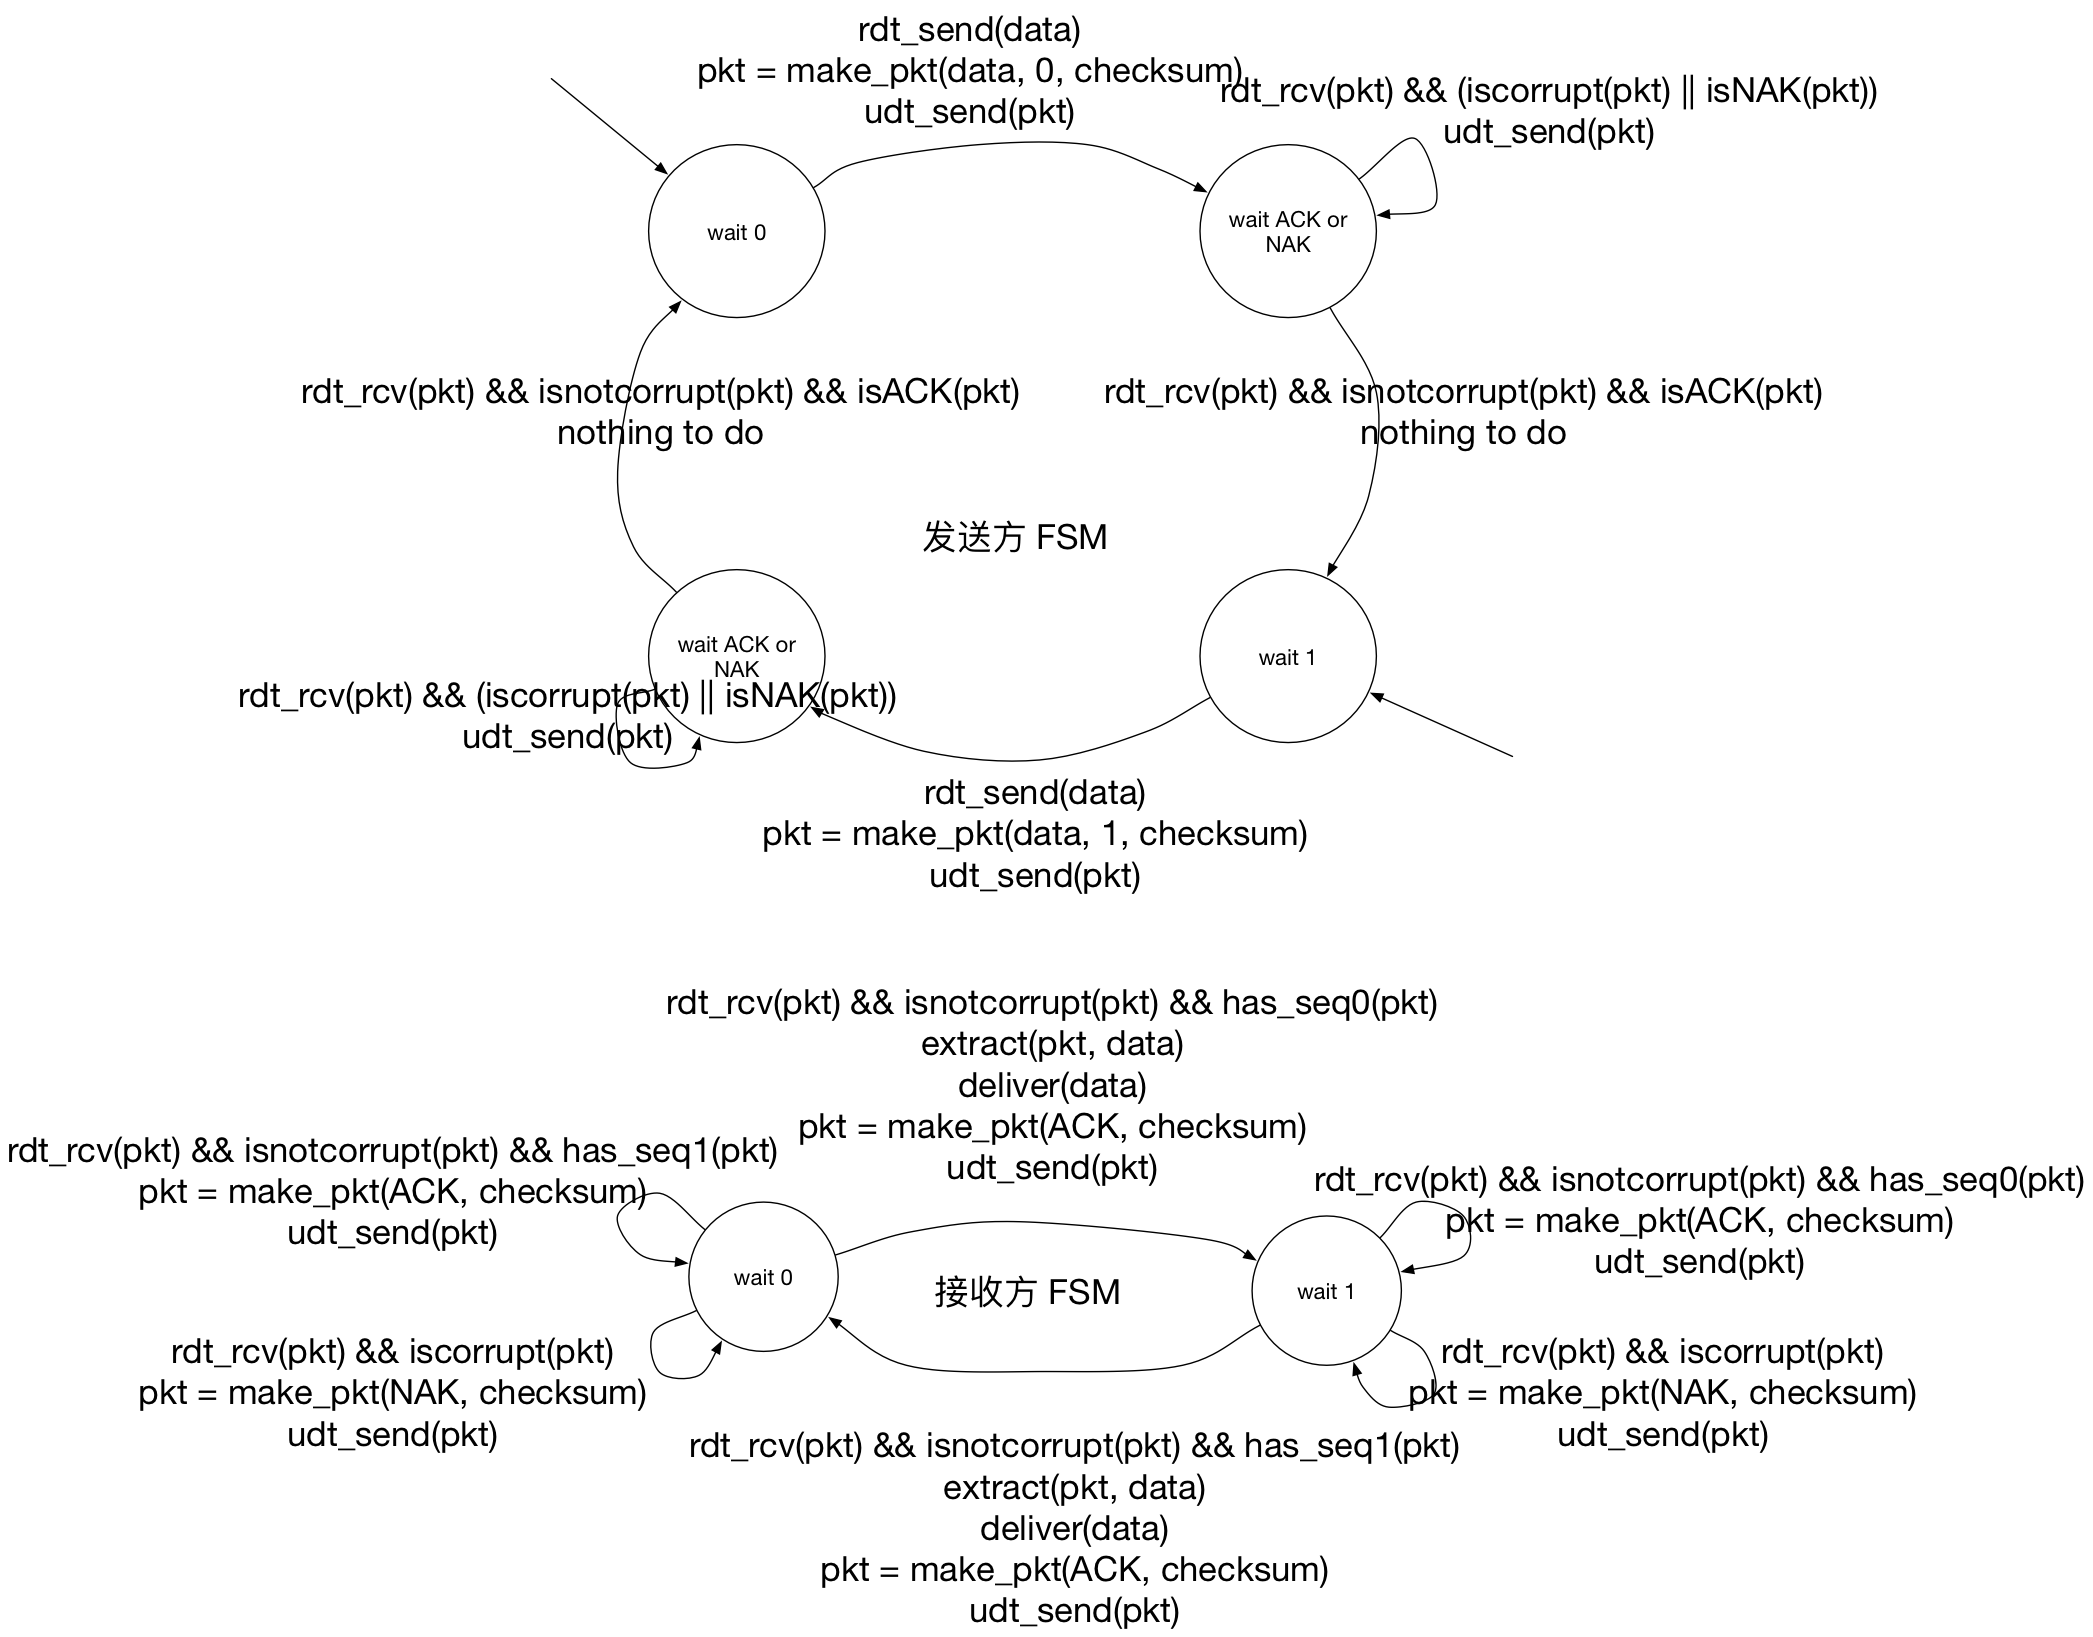 rdt_send(data)
pkt = make_pkt(data, 0, checksum)
udt_send(pkt)
rdt_rcv(pkt) && (iscorrupt(pkt) || isNAK(pkt))
udt_send(pkt)
wait 0
wait ACK or
NAK
rdt_rcv(pkt) && isnotcorrupt(pkt) && isACK(pkt)
nothing to do
rdt_rcv(pkt) && isnotcorrupt(pkt) && isACK(pkt)
nothing to do
发送方 FSM
wait ACK or
NAK
wait 1
rdt_rcv(pkt) && (iscorrupt(pkt) || isNAK(pkt))
udt_send(pkt)
rdt_send(data)
pkt = make_pkt(data, 1, checksum)
udt_send(pkt)
rdt_rcv(pkt) && isnotcorrupt(pkt) && has_seq0(pkt)
extract(pkt, data)
deliver(data)
pkt = make_pkt(ACK, checksum)
udt_send(pkt)
rdt_rcv(pkt) && isnotcorrupt(pkt) && has_seq1(pkt)
pkt = make_pkt(ACK, checksum)
udt_send(pkt)
rdt_rcv(pkt) && isnotcorrupt(pkt) && has_seq0(pkt)
pkt = make_pkt(ACK, checksum)
udt_send(pkt)
wait 0
接收方 FSM
wait 1
rdt_rcv(pkt) && iscorrupt(pkt)
pkt = make_pkt(NAK, checksum)
udt_send(pkt)
rdt_rcv(pkt) && iscorrupt(pkt)
pkt = make_pkt(NAK, checksum)
udt_send(pkt)
rdt_rcv(pkt) && isnotcorrupt(pkt) && has_seq1(pkt)
extract(pkt, data)
deliver(data)
pkt = make_pkt(ACK, checksum)
udt_send(pkt)